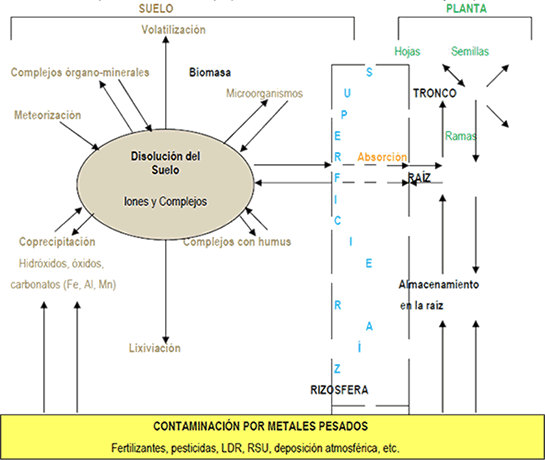 SUELO
PLANTA
Volatilización
Hojas
Semillas
Complejos órgano-minerales
Biomasa
Microorganismos
TRONCO
Meteorización
Ramas
Disolución del
Suelo
Iones y Complejos
Absorción
RAÍZ
SUPERFICIE RAÍZ
Coprecipitación
Complejos con humus
Hidróxidos, óxidos,
carbonatos (Fe, Al, Mn)
Almacenamiento
en la raiz
Lixiviación
RIZOSFERA
CONTAMINACIÓN POR METALES PESADOS
Fertilizantes, pesticidas, LDR, RSU, deposición atmosférica, etc.